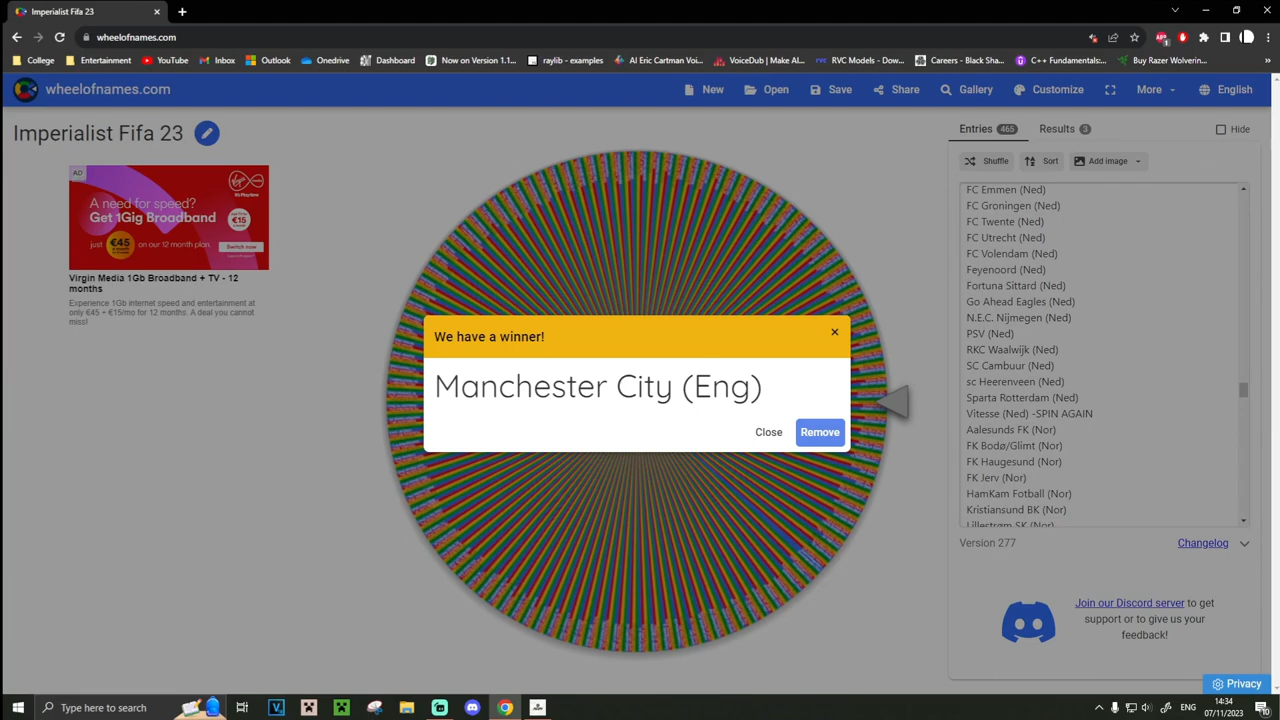 Imperialist Fifa 23
wheelofnames.com
College
Entertainment
YouTube
Inbox
Outlook
Onedrive
Dashboard
Now on Version 1.1...
raylib - examples
AI Eric Cartman Voi...
VoiceDub | Make AI...
RVC Models - Dow...
Careers - Black Sha...
C++ Fundamentals:...
Buy Razer Wolverin...
wheelofnames.com
New
Open
Save
Share
Gallery
Customize
More
English
Imperialist Fifa 23
Entries 465
Results 3
Hide
Shuffle
Sort
Add image
AD
A need for speed?
Get 1Gig Broadband
just €45 on our 12 month plan.
€15
Switch now
Virgin Media 1Gb Broadband + TV - 12
months
Experience 1Gb internet speed and entertainment at
only €45 + €15/mo for 12 months. A deal you cannot
miss!
We have a winner!
Manchester City (Eng)
Close
Remove
FC Emmen (Ned)
FC Groningen (Ned)
FC Twente (Ned)
FC Utrecht (Ned)
FC Volendam (Ned)
Feyenoord (Ned)
Fortuna Sittard (Ned)
Go Ahead Eagles (Ned)
N.E.C. Nijmegen (Ned)
PSV (Ned)
RKC Waalwijk (Ned)
SC Cambuur (Ned)
sc Heerenveen (Ned)
Sparta Rotterdam (Ned)
Vitesse (Ned) -SPIN AGAIN
Aalesunds FK (Nor)
FK Bodø/Glimt (Nor)
FK Haugesund (Nor)
FK Jerv (Nor)
HamKam Fotball (Nor)
Kristiansund BK (Nor)
Lillestrøm SK (Nor)
Version 277
Changelog
Join our Discord server to get
support or to give us your
feedback!
Privacy
Type here to search
ENG
14:34
07/11/2023